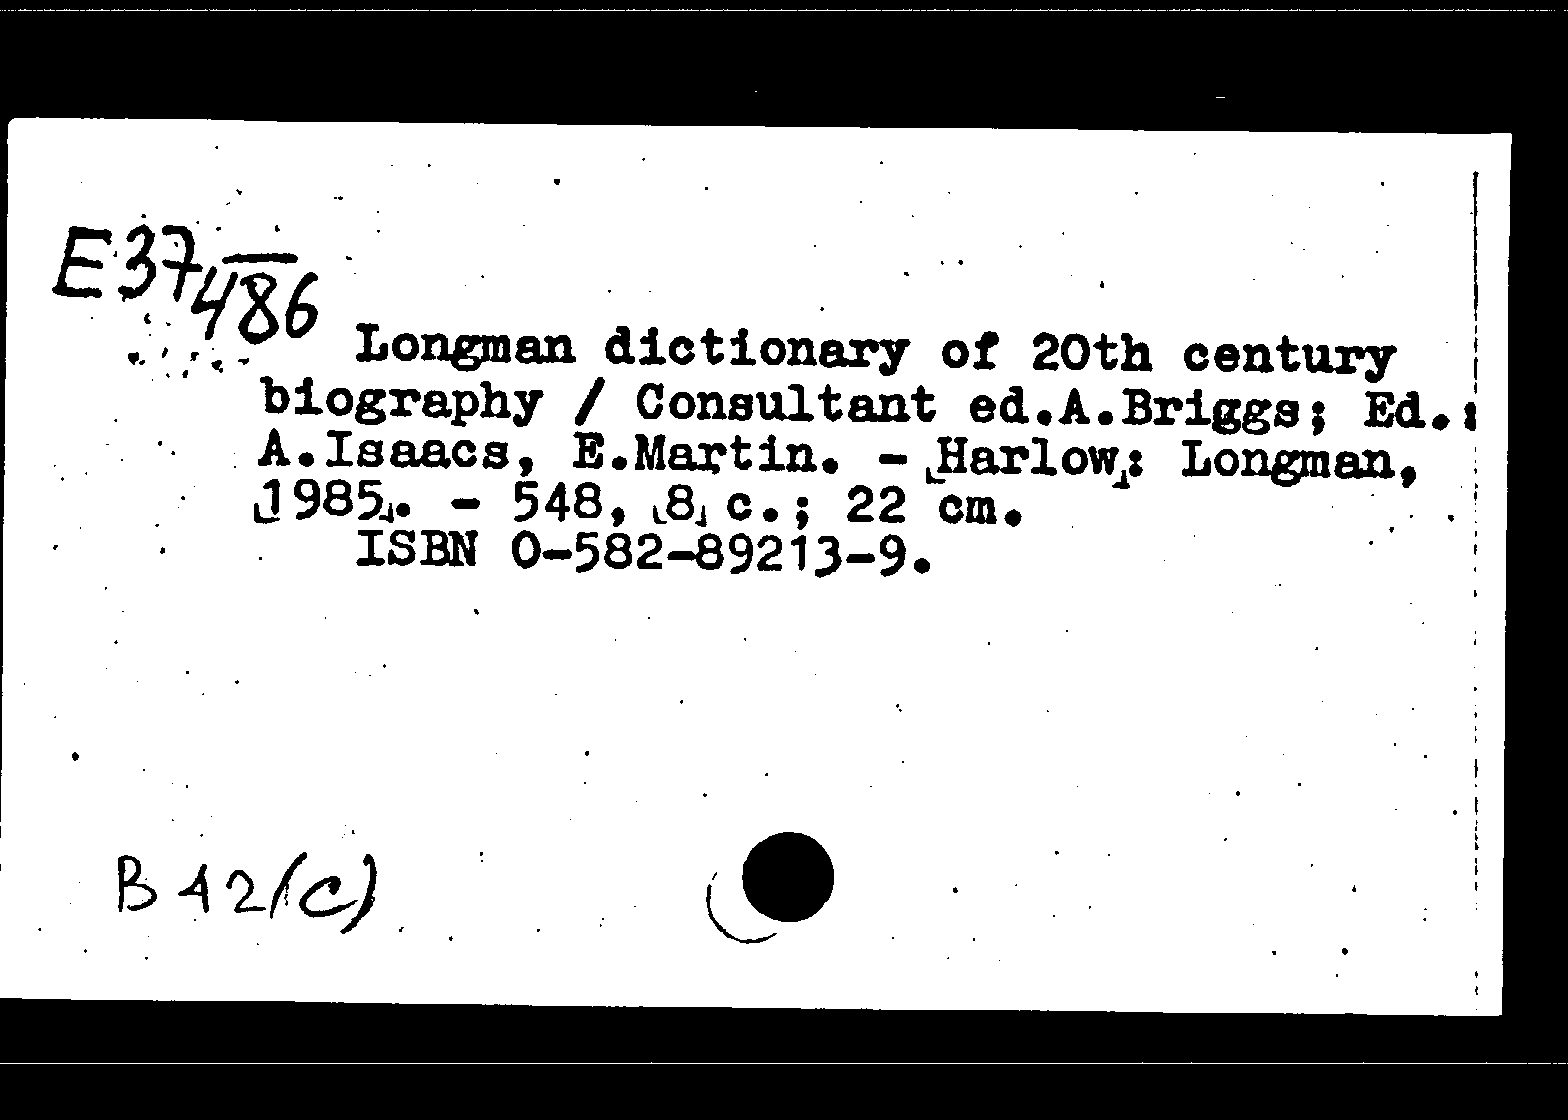 E37
486
Longman dictionary of 20th century
biography / Consultant ed.A.Briggs; Ed.:
A.Isaacs, E.Martin. - [Harlow]: Longman,
[1985]. - 548, [8] c.; 22 cm.
ISBN 0-582-89213-9.
B 42(C)